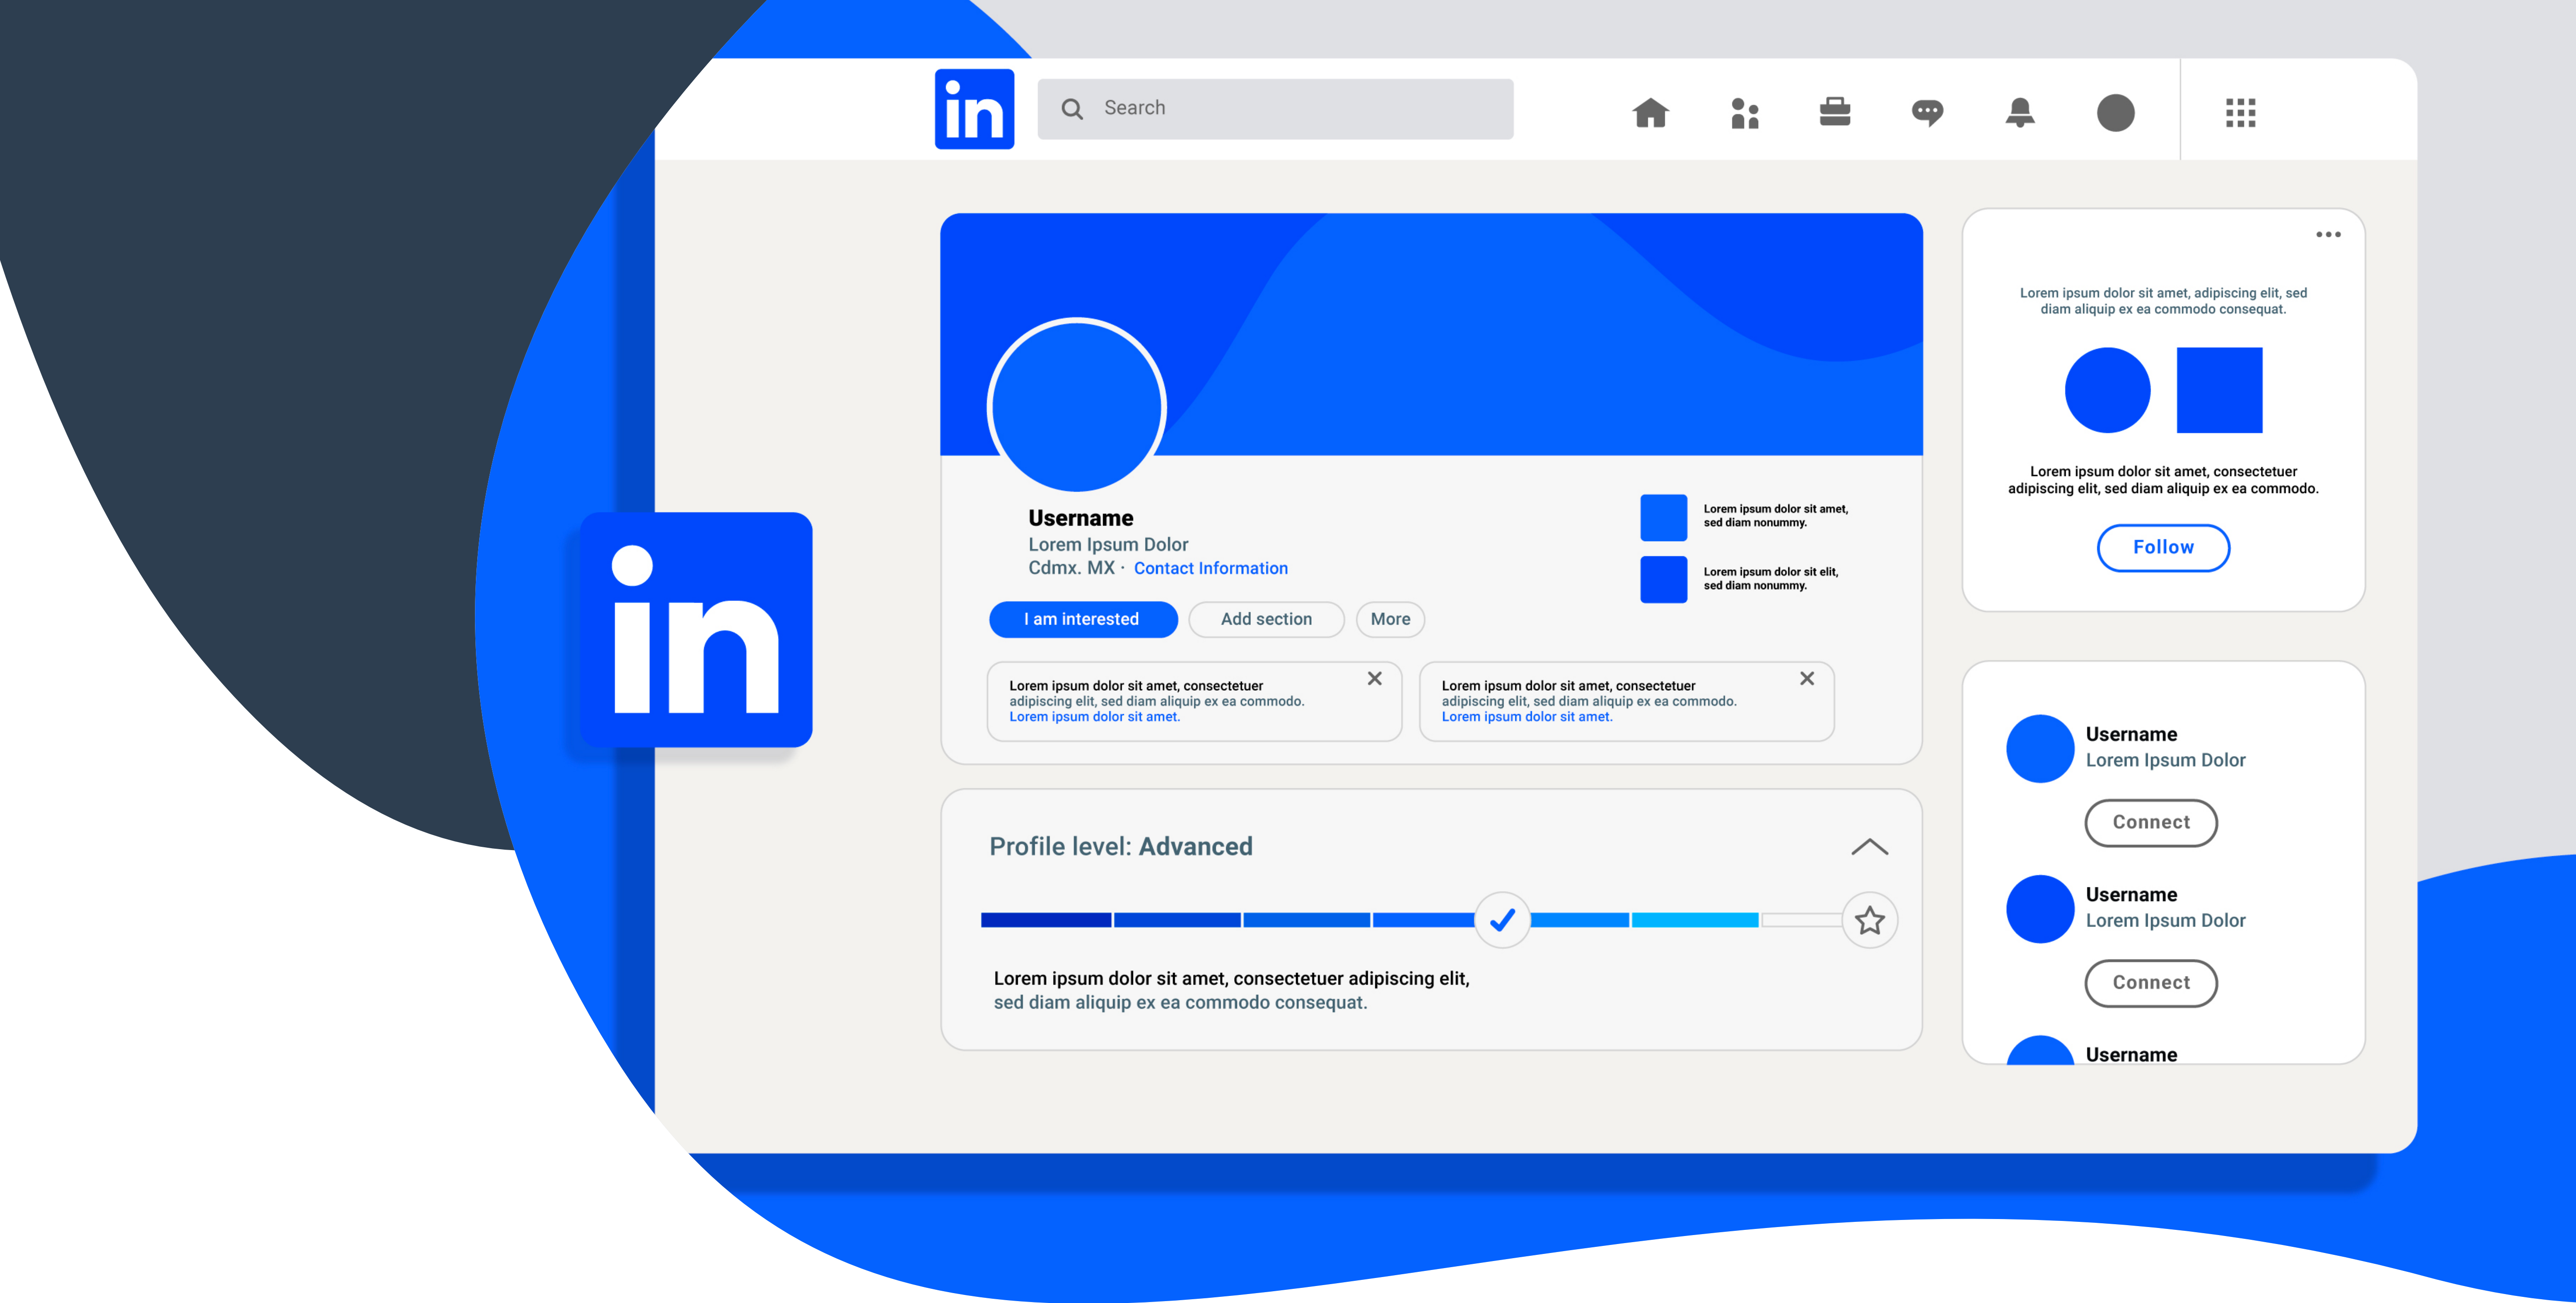 in
Search
in
Username
Lorem Ipsum Dolor
Cdmx. MX · Contact Information
Lorem ipsum dolor sit amet,
sed diam nonummy.
Lorem ipsum dolor sit elit,
sed diam nonummy.
I am interested
Add section
More
Lorem ipsum dolor sit amet, consectetuer
adipiscing elit, sed diam aliquip ex ea commodo.
Lorem ipsum dolor sit amet.
Lorem ipsum dolor sit amet, consectetuer
adipiscing elit, sed diam aliquip ex ea commodo.
Lorem ipsum dolor sit amet.
Profile level: Advanced
Lorem ipsum dolor sit amet, consectetuer adipiscing elit,
sed diam aliquip ex ea commodo consequat.
Lorem ipsum dolor sit amet, adipiscing elit, sed
diam aliquip ex ea commodo consequat.
Lorem ipsum dolor sit amet, consectetuer
adipiscing elit, sed diam aliquip ex ea commodo.
Follow
Username
Lorem Ipsum Dolor
Connect
Username
Lorem Ipsum Dolor
Connect
Username